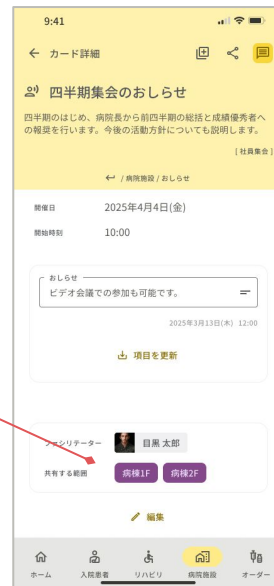 9:41
カード詳細
四半期集会のおしらせ
四半期のはじめ、病院長から前四半期の総括と成績優秀者へ
の報奨を行います。今後の活動方針についても説明します。
[ 社員集会 ]
/ 病院施設 / おしらせ
開催日 2025年4月4日(金)
開始時刻 10:00
おしらせ
ビデオ会議での参加も可能です。
2025年3月13日(木) 12:00
項目を更新
ファシリテーター 目黒 太郎
共有する範囲 病棟1F 病棟2F
編集
ホーム 入院患者 リハビリ 病院施設 オーダー